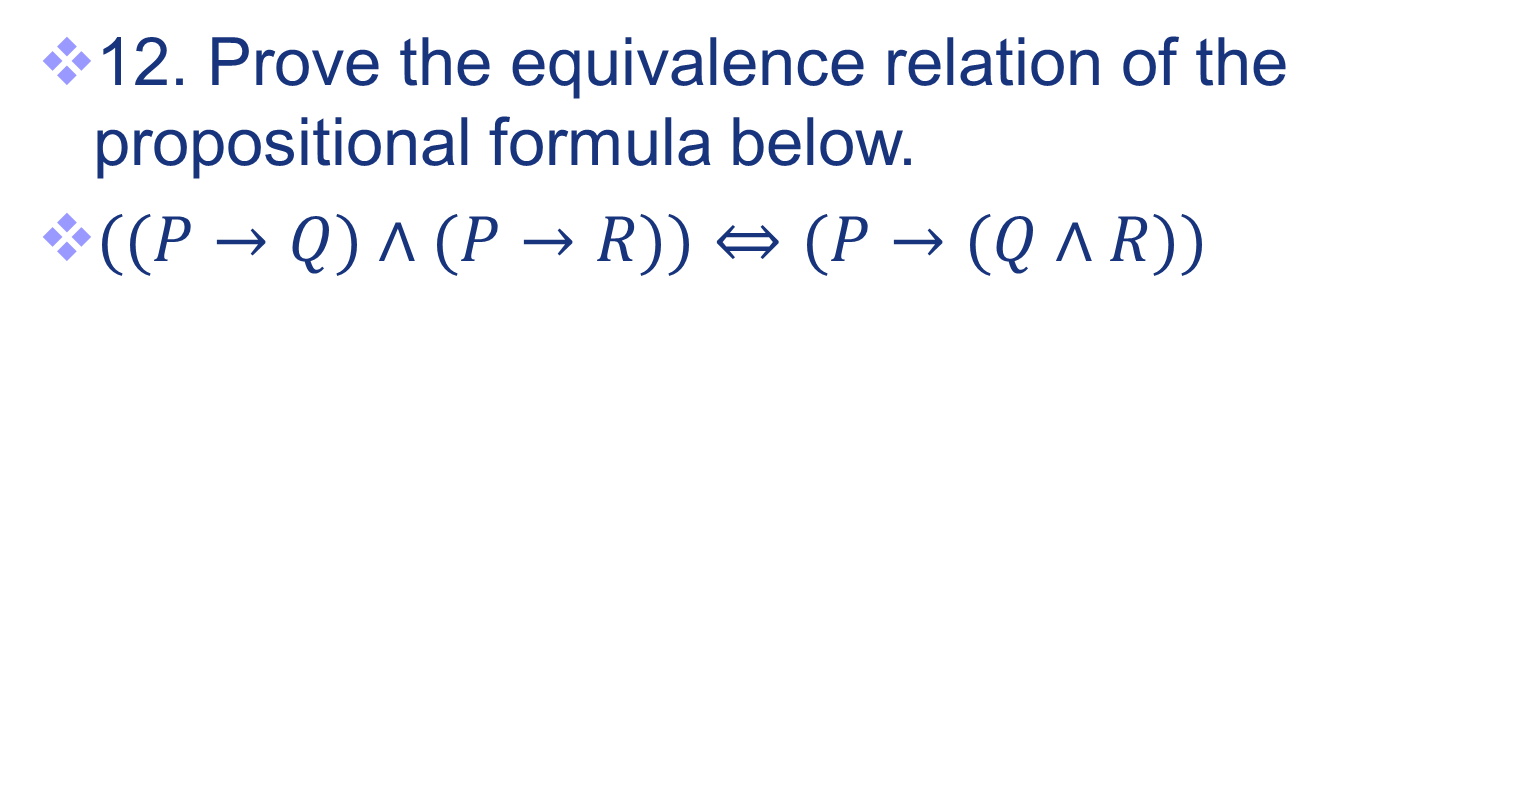 ❖12. Prove the equivalence relation of the
propositional formula below.
❖((𝑃 → 𝑄) ∧ (𝑃 → 𝑅)) ⇔ (𝑃 → (𝑄 ∧ 𝑅))